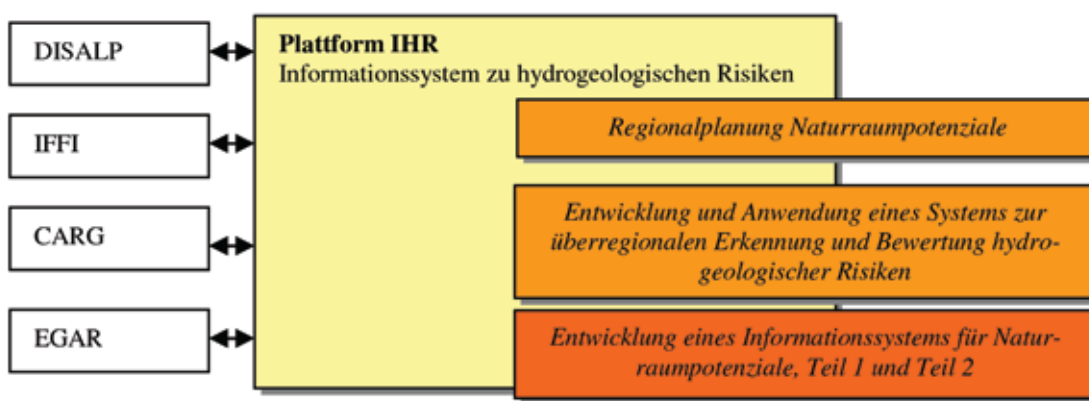 DISALP
IFFI
CARG
EGAR
Plattform IHR
Informationssystem zu hydrogeologischen Risiken
Regionalplanung Naturraumpotenziale
Entwicklung und Anwendung eines Systems zur
überregionalen Erkennung und Bewertung hydro-
geologischer Risiken
Entwicklung eines Informationssystems für Natur-
raumpotenziale, Teil 1 und Teil 2